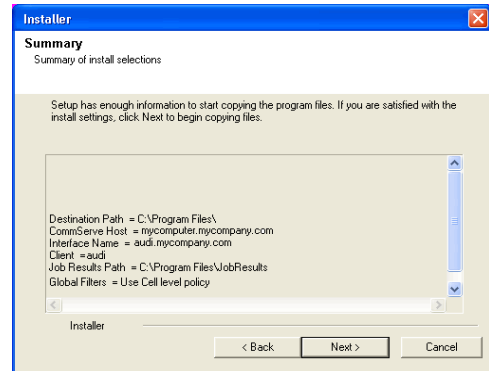 Installer
Summary
Summary of install selections
Setup has enough information to start copying the program files. If you are satisfied with the
install settings, click Next to begin copying files.
Destination Path = C:\Program Files\
CommServe Host = mycomputer.mycompany.com
Interface Name = audi.mycompany.com
Client =audi
Job Results Path = C:\Program Files\JobResults
Global Filters = Use Cell level policy
Installer
< Back Next > Cancel